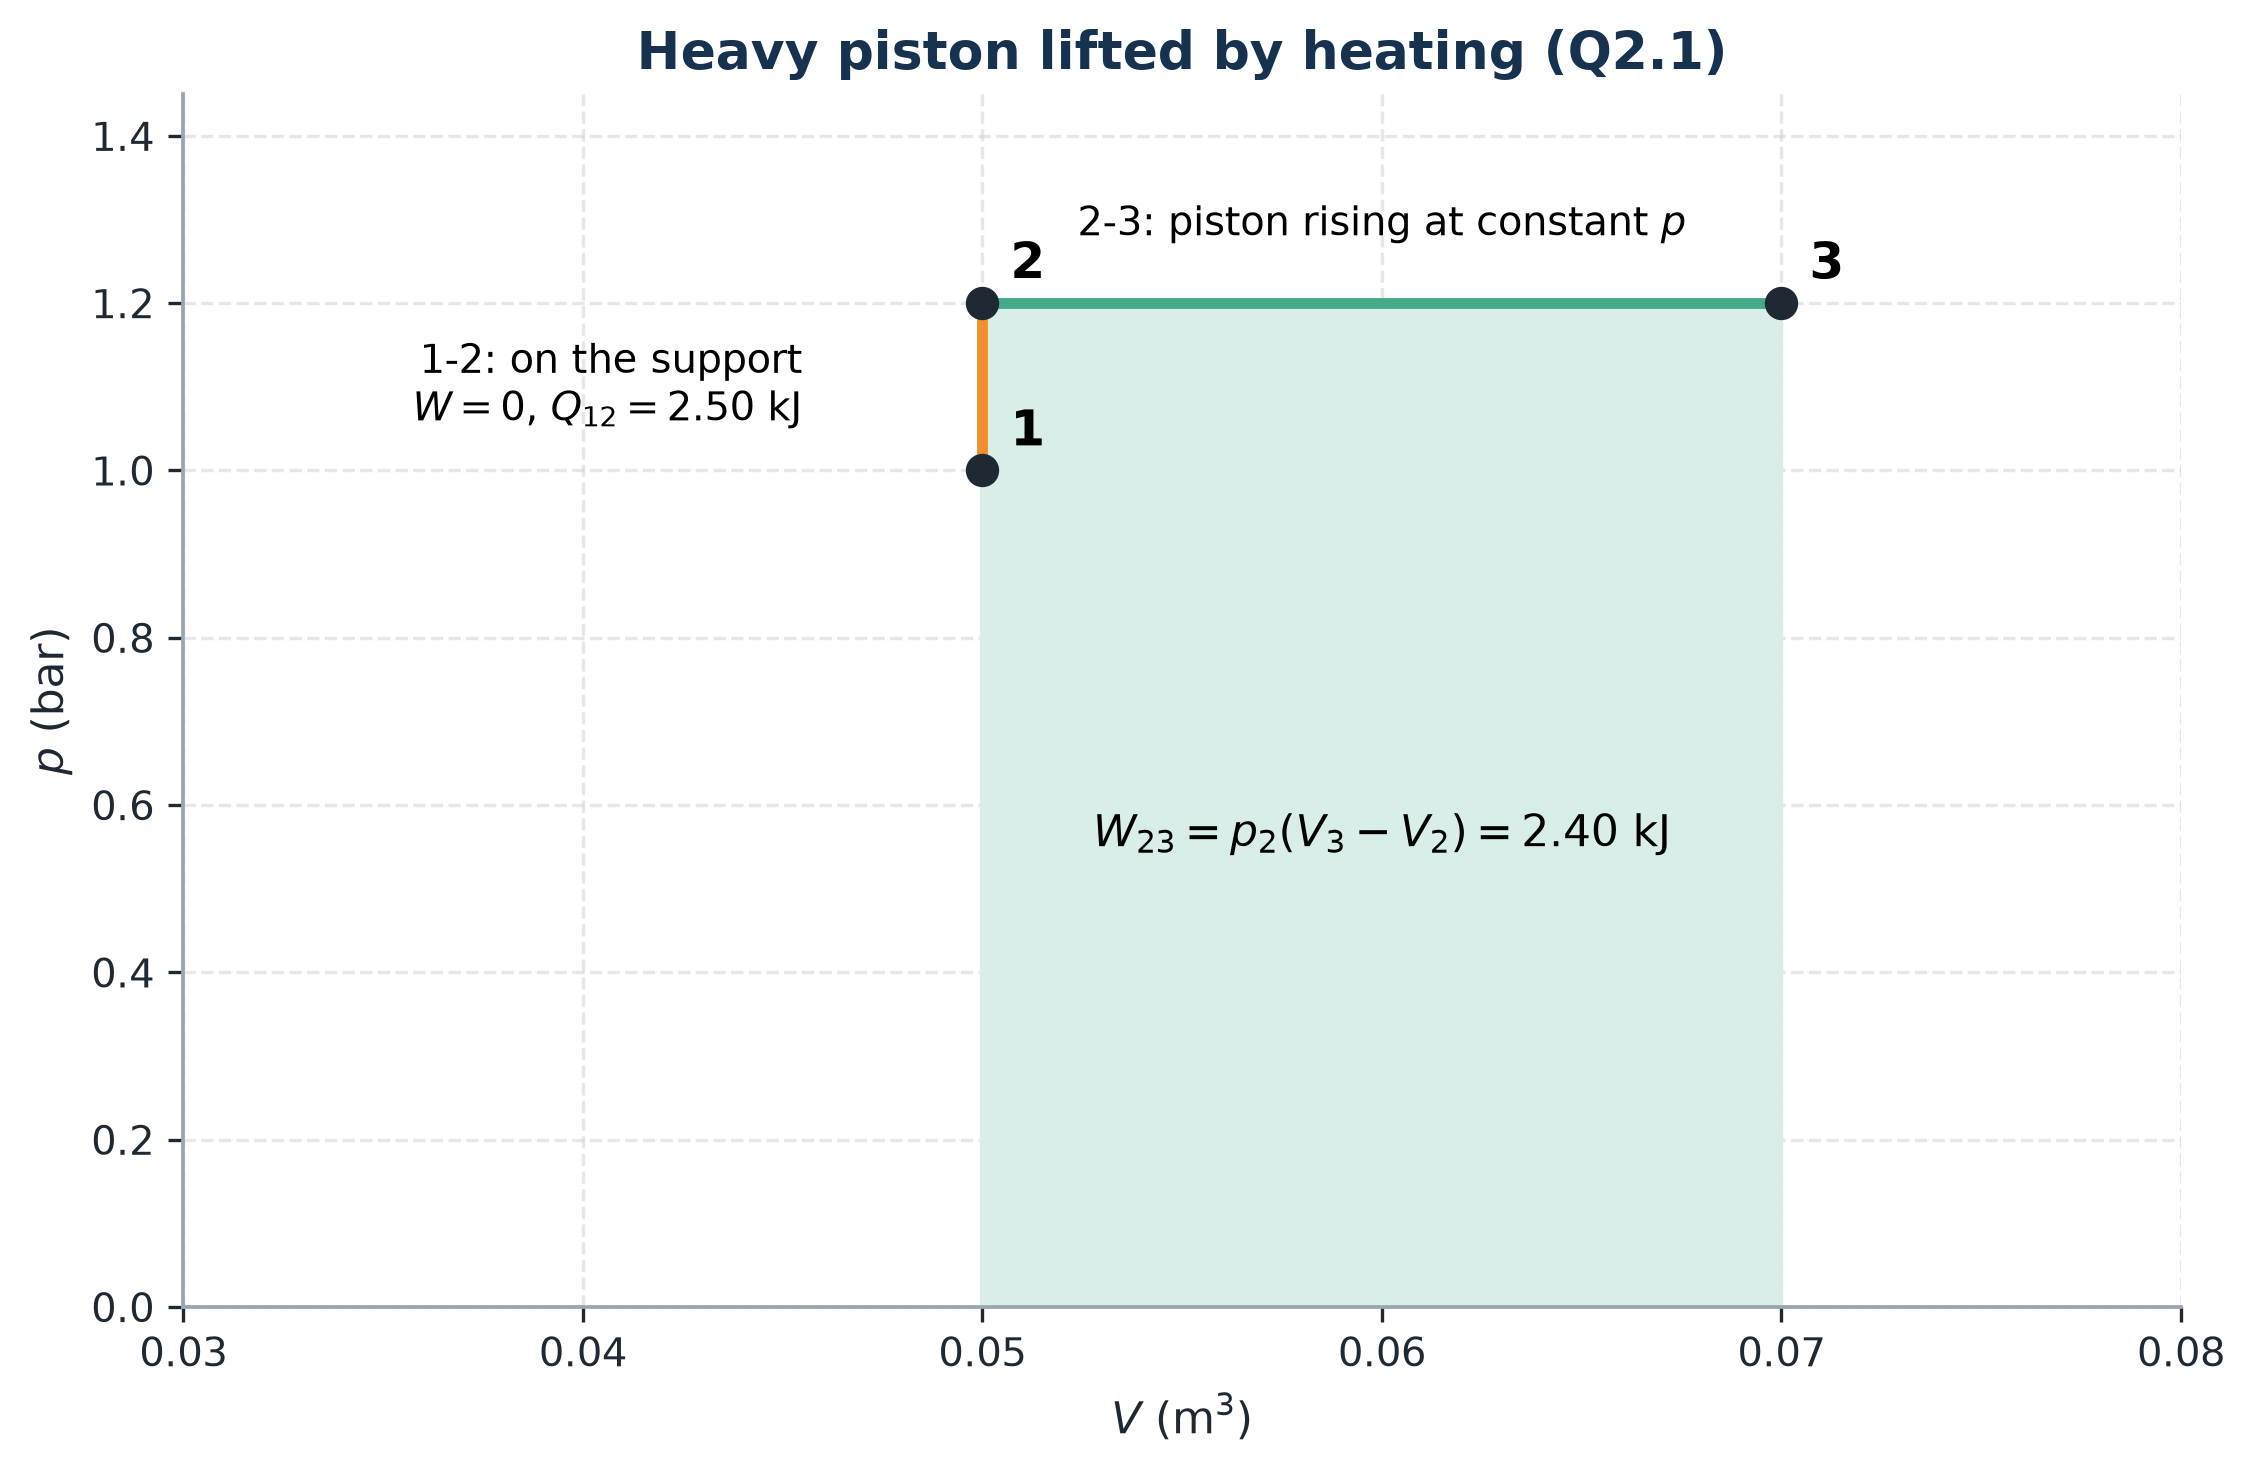 Heavy piston lifted by heating (Q2.1)
1.4
2-3: piston rising at constant p
2
3
1.2
1-2: on the support
W = 0, Q₁₂ = 2.50 kJ
1
1.0
0.8
p (bar)
0.6
W₂₃ = p₂(V₃ − V₂) = 2.40 kJ
0.4
0.2
0.0
0.03 0.04 0.05 0.06 0.07 0.08
V (m³)